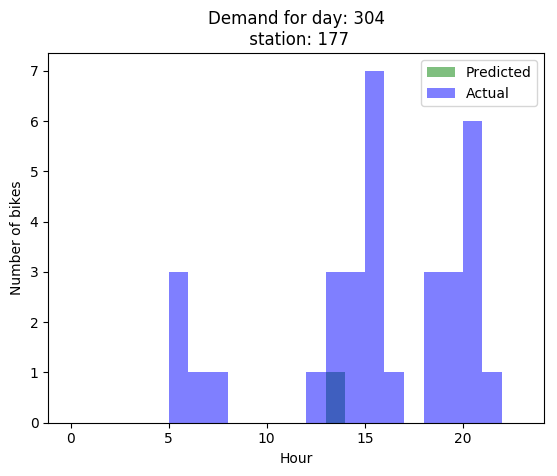 Demand for day: 304
station: 177
Predicted
Actual
Number of bikes
7
6
5
4
3
2
1
0
0
5
10
15
20
Hour